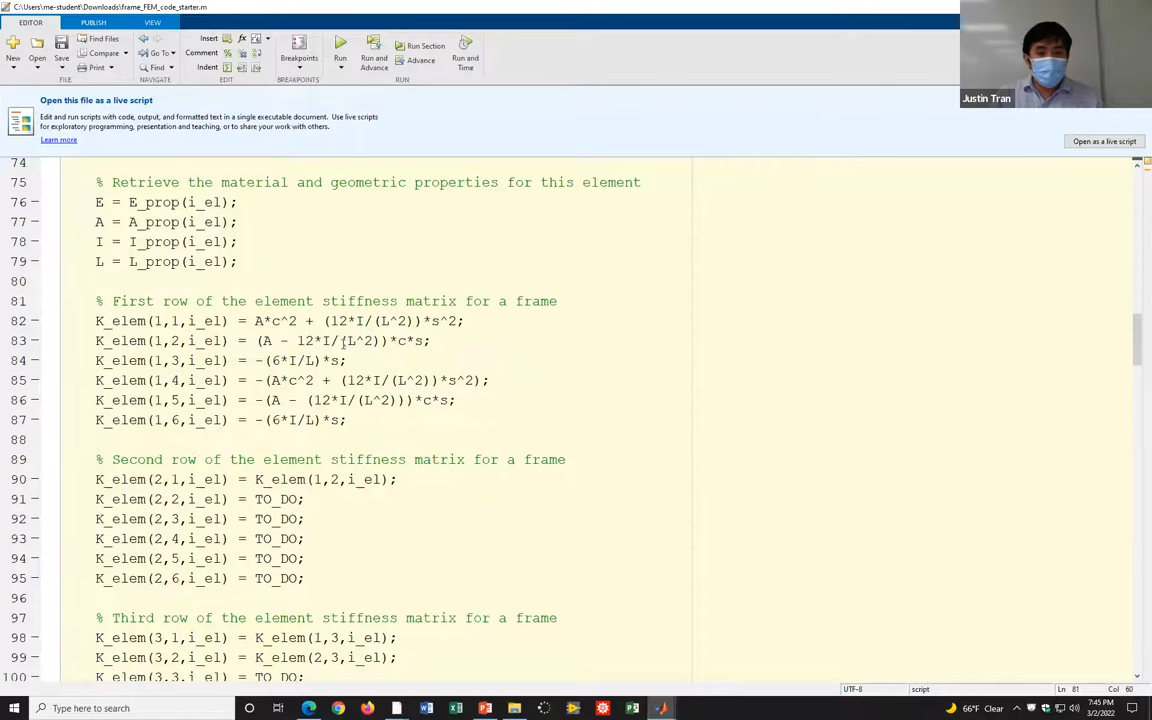 C:\Users\me-student\Downloads\frame_FEM_code_starter.m
EDITOR PUBLISH VIEW
New Open Save Find Files Compare Print
Go To Find
Insert fx
Comment
Indent
Breakpoints
Run Run and Advance Run Section Advance Run and Time
FILE NAVIGATE EDIT BREAKPOINTS RUN
Justin Tran
Open this file as a live script
Edit and run scripts with code, output, and formatted text in a single executable document. Use live scripts
for exploratory programming, presentation and teaching, or to share your work with others.
Learn more
Open as a live script
74
75 % Retrieve the material and geometric properties for this element
76 E = E_prop(i_el);
77 A = A_prop(i_el);
78 I = I_prop(i_el);
79 L = L_prop(i_el);
80
81 % First row of the element stiffness matrix for a frame
82 K_elem(1,1,i_el) = A*c^2 + (12*I/(L^2))*s^2;
83 K_elem(1,2,i_el) = (A - 12*I/(L^2))*c*s;
84 K_elem(1,3,i_el) = -(6*I/L)*s;
85 K_elem(1,4,i_el) = -(A*c^2 + (12*I/(L^2))*s^2);
86 K_elem(1,5,i_el) = -(A - (12*I/(L^2)))*c*s;
87 K_elem(1,6,i_el) = -(6*I/L)*s;
88
89 % Second row of the element stiffness matrix for a frame
90 K_elem(2,1,i_el) = K_elem(1,2,i_el);
91 K_elem(2,2,i_el) = TO_DO;
92 K_elem(2,3,i_el) = TO_DO;
93 K_elem(2,4,i_el) = TO_DO;
94 K_elem(2,5,i_el) = TO_DO;
95 K_elem(2,6,i_el) = TO_DO;
96
97 % Third row of the element stiffness matrix for a frame
98 K_elem(3,1,i_el) = K_elem(1,3,i_el);
99 K_elem(3,2,i_el) = K_elem(2,3,i_el);
100 K_elem(3,3,i_el) = TO_DO;
UTF-8 script Ln 81 Col 60
Type here to search
66°F Clear
7:45 PM
3/2/2022